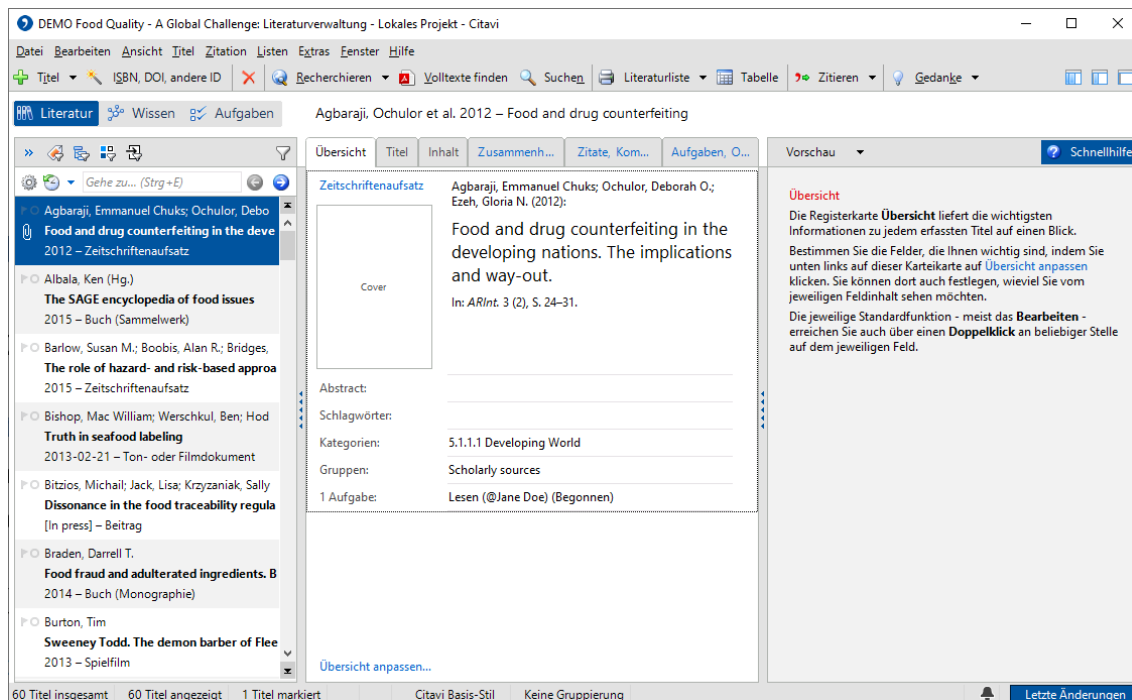 DEMO Food Quality - A Global Challenge: Literaturverwaltung - Lokales Projekt - Citavi
Datei Bearbeiten Ansicht Titel Zitation Listen Extras Fenster Hilfe
Titel ISBN, DOI, andere ID Recherchieren Volltexte finden Suchen Literaturliste Tabelle Zitieren Gedanke
Literatur Wissen Aufgaben
Agbaraji, Ochulor et al. 2012 – Food and drug counterfeiting
Gehe zu... (Strg+E)
Agbaraji, Emmanuel Chuks; Ochulor, Debo
Food and drug counterfeiting in the deve
2012 – Zeitschriftenaufsatz
Albala, Ken (Hg.)
The SAGE encyclopedia of food issues
2015 – Buch (Sammelwerk)
Barlow, Susan M.; Boobis, Alan R.; Bridges,
The role of hazard- and risk-based approa
2015 – Zeitschriftenaufsatz
Bishop, Mac William; Werschkul, Ben; Hod
Truth in seafood labeling
2013-02-21 – Ton- oder Filmdokument
Bitzios, Michail; Jack, Lisa; Krzyzaniak, Sally
Dissonance in the food traceability regula
[In press] – Beitrag
Braden, Darrell T.
Food fraud and adulterated ingredients. B
2014 – Buch (Monographie)
Burton, Tim
Sweeney Todd. The demon barber of Flee
2013 – Spielfilm
Übersicht Titel Inhalt Zusammenh... Zitate, Kom... Aufgaben, O...
Zeitschriftenaufsatz
Cover
Agbaraji, Emmanuel Chuks; Ochulor, Deborah O.;
Ezeh, Gloria N. (2012):
Food and drug counterfeiting in the
developing nations. The implications
and way-out.
In: ARInt. 3 (2), S. 24–31.
Abstract:
Schlagwörter:
Kategorien: 5.1.1.1 Developing World
Gruppen: Scholarly sources
1 Aufgabe: Lesen (@Jane Doe) (Begonnen)
Übersicht anpassen...
Vorschau
Schnellhilfe
Übersicht
Die Registerkarte Übersicht liefert die wichtigsten
Informationen zu jedem erfassten Titel auf einen Blick.
Bestimmen Sie die Felder, die Ihnen wichtig sind, indem Sie
unten links auf dieser Karteikarte auf Übersicht anpassen
klicken. Sie können dort auch festlegen, wieviel Sie vom
jeweiligen Feldinhalt sehen möchten.
Die jeweilige Standardfunktion - meist das Bearbeiten -
erreichen Sie auch über einen Doppelklick an beliebiger Stelle
auf dem jeweiligen Feld.
60 Titel insgesamt 60 Titel angezeigt 1 Titel markiert Citavi Basis-Stil Keine Gruppierung Letzte Änderungen